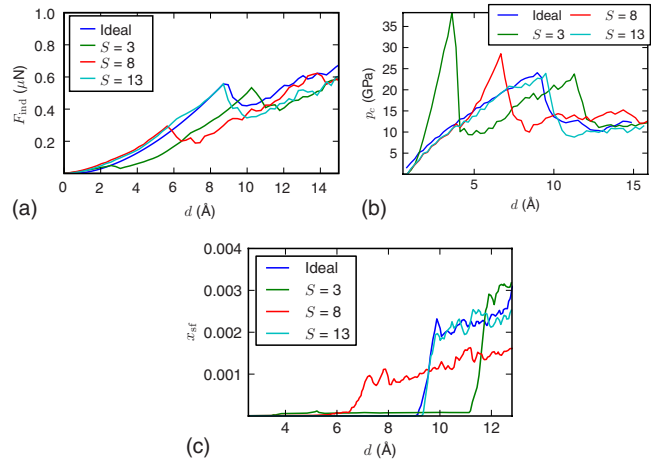 1.0
0.8
0.6
0.4
0.2
F_ind (μN)
Ideal
S = 3
S = 8
S = 13
0 2 4 6 8 10 12 14
d (Å)
(a)
35
30
25
20
15
10
5
p_c (GPa)
Ideal
S = 3
S = 8
S = 13
5 10 15
d (Å)
(b)
0.004
0.003
0.002
0.001
x_sf
Ideal
S = 3
S = 8
S = 13
4 6 8 10 12
d (Å)
(c)